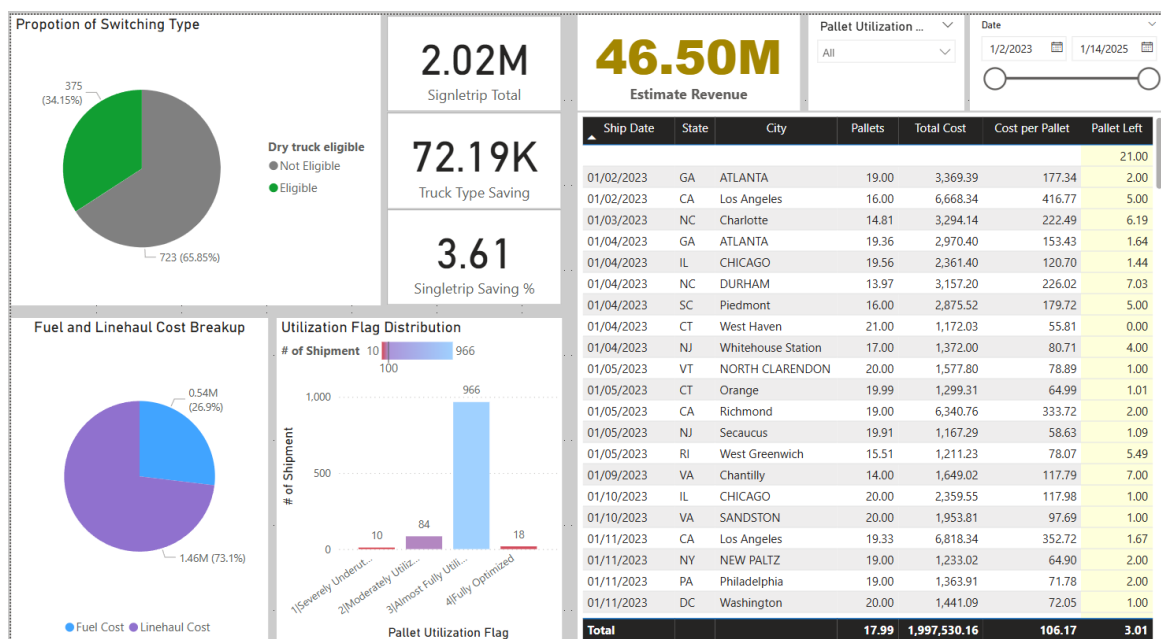 Propotion of Switching Type
375
(34.15%)
723 (65.85%)
Dry truck eligible
Not Eligible
Eligible
2.02M
Signletrip Total
72.19K
Truck Type Saving
3.61
Singletrip Saving %
46.50M
Estimate Revenue
Pallet Utilization ...
All
Date
1/2/2023 1/14/2025
Fuel and Linehaul Cost Breakup
0.54M
(26.9%)
1.46M (73.1%)
Fuel Cost Linehaul Cost
Utilization Flag Distribution
# of Shipment 10 966
100
# of Shipment
1,000
500
0
10
84
966
18
1|Severely Underut...
2|Moderately Utiliz...
3|Almost Fully Utili...
4|Fully Optimized
Pallet Utilization Flag
Ship Date State City Pallets Total Cost Cost per Pallet Pallet Left
21.00
01/02/2023 GA ATLANTA 19.00 3,369.39 177.34 2.00
01/02/2023 CA Los Angeles 16.00 6,668.34 416.77 5.00
01/03/2023 NC Charlotte 14.81 3,294.14 222.49 6.19
01/04/2023 GA ATLANTA 19.36 2,970.40 153.43 1.64
01/04/2023 IL CHICAGO 19.56 2,361.40 120.70 1.44
01/04/2023 NC DURHAM 13.97 3,157.20 226.02 7.03
01/04/2023 SC Piedmont 16.00 2,875.52 179.72 5.00
01/04/2023 CT West Haven 21.00 1,172.03 55.81 0.00
01/04/2023 NJ Whitehouse Station 17.00 1,372.00 80.71 4.00
01/05/2023 VT NORTH CLARENDON 20.00 1,577.80 78.89 1.00
01/05/2023 CT Orange 19.99 1,299.31 64.99 1.01
01/05/2023 CA Richmond 19.00 6,340.76 333.72 2.00
01/05/2023 NJ Secaucus 19.91 1,167.29 58.63 1.09
01/05/2023 RI West Greenwich 15.51 1,211.23 78.07 5.49
01/09/2023 VA Chantilly 14.00 1,649.02 117.79 7.00
01/10/2023 IL CHICAGO 20.00 2,359.55 117.98 1.00
01/10/2023 VA SANDSTON 20.00 1,953.81 97.69 1.00
01/11/2023 CA Los Angeles 19.33 6,818.34 352.72 1.67
01/11/2023 NY NEW PALTZ 19.00 1,233.02 64.90 2.00
01/11/2023 PA Philadelphia 19.00 1,363.91 71.78 2.00
01/11/2023 DC Washington 20.00 1,441.09 72.05 1.00
Total 17.99 1,997,530.16 106.17 3.01